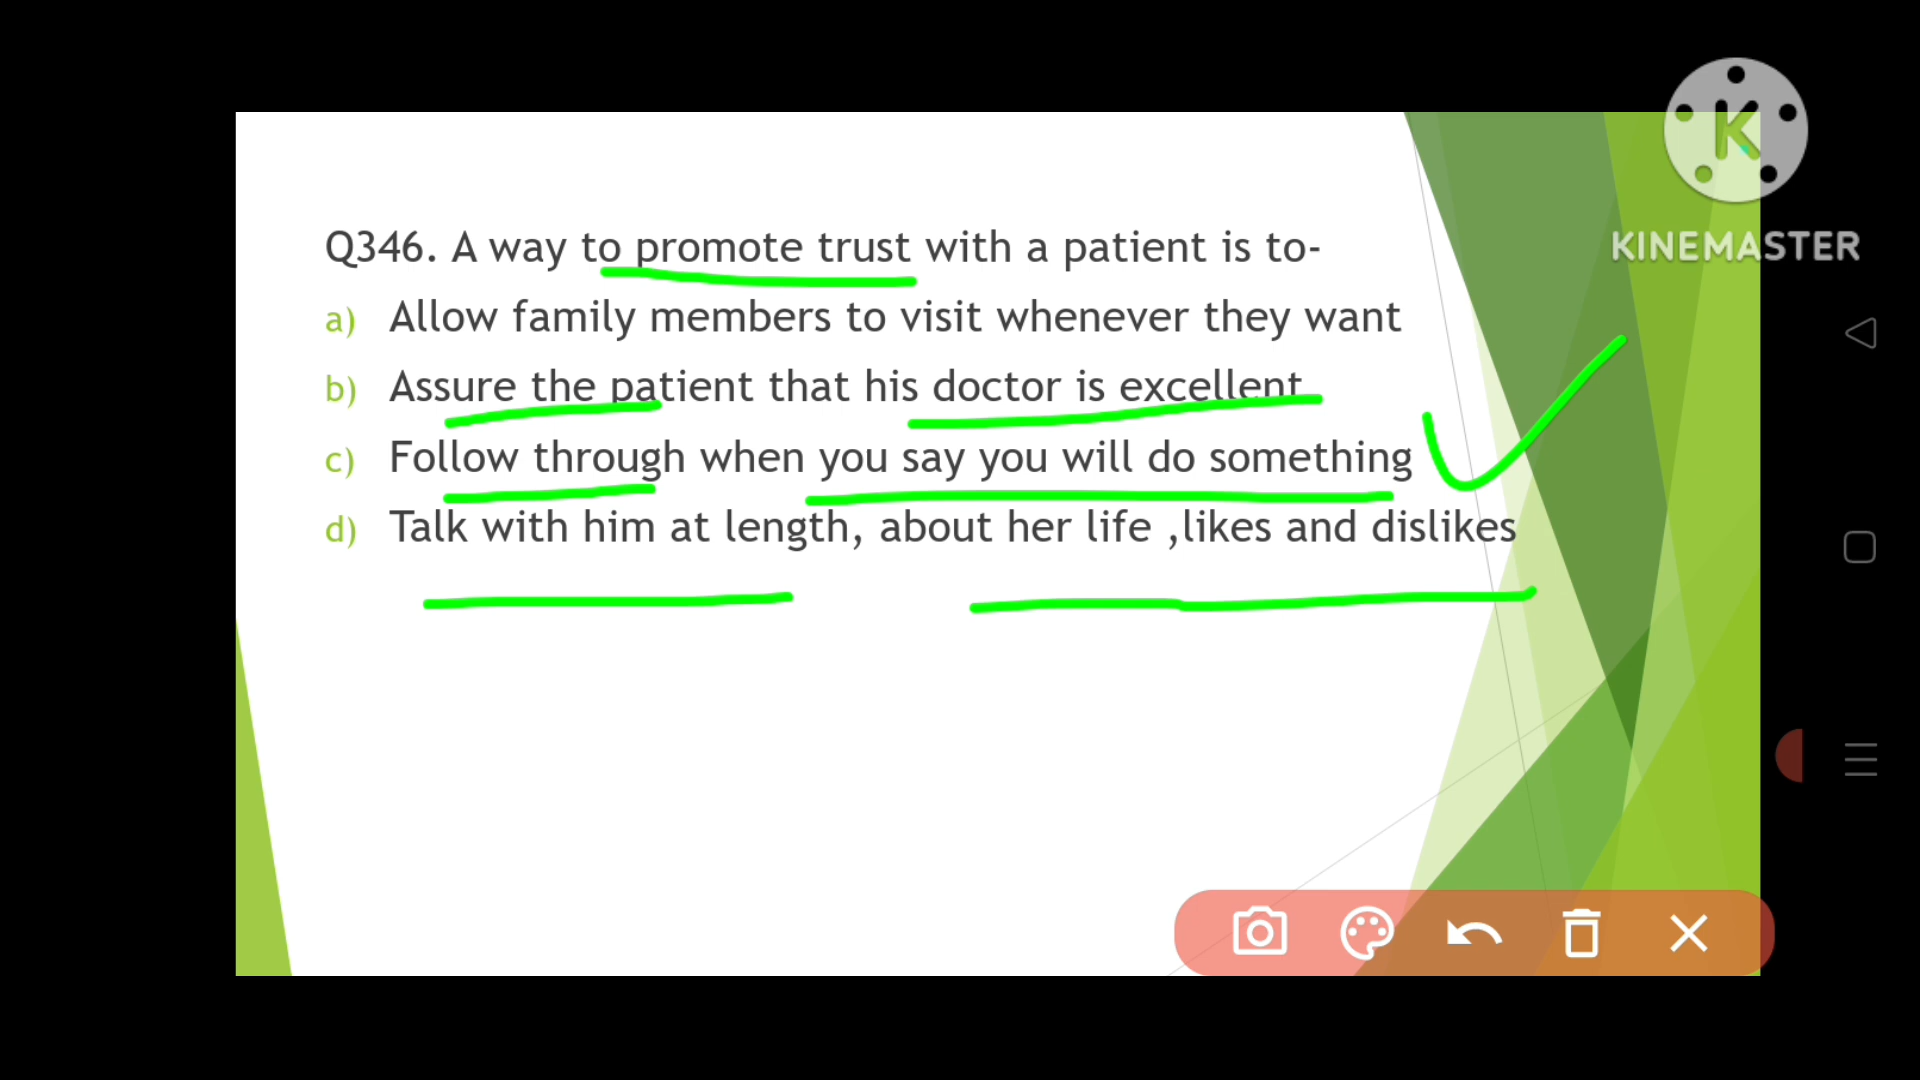 KINEMASTER
Q346. A way to promote trust with a patient is to-
a) Allow family members to visit whenever they want
b) Assure the patient that his doctor is excellent
c) Follow through when you say you will do something
d) Talk with him at length, about her life ,likes and dislikes